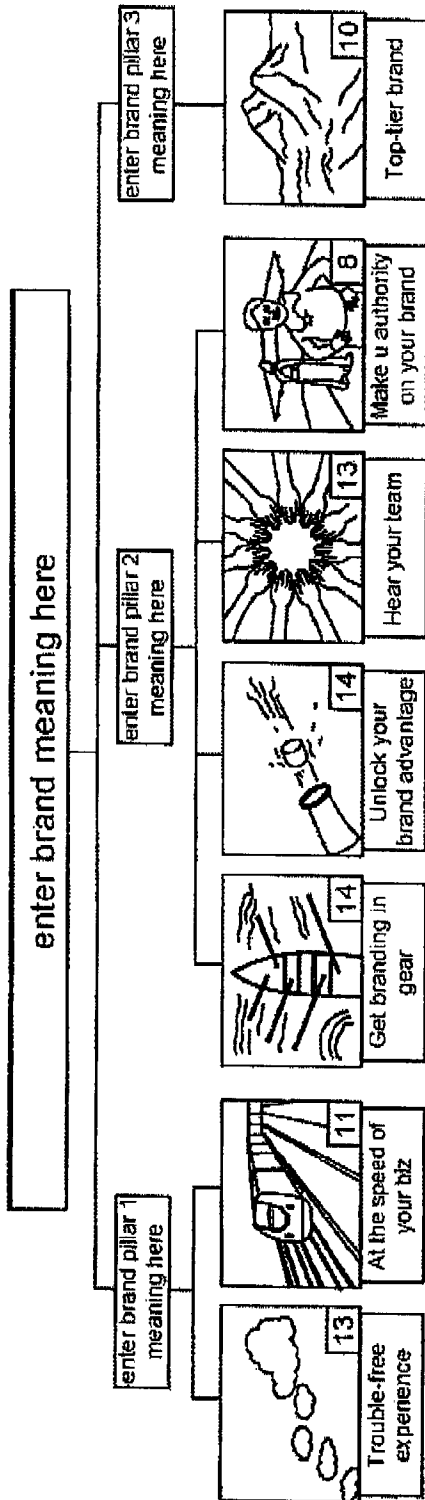 enter brand meaning here
enter brand pillar 1
meaning here
enter brand pillar 2
meaning here
enter brand pillar 3
meaning here
13
11
14
14
13
8
10
Trouble-free
experience
At the speed of
your biz
Get branding in
gear
Unlock your
brand advantage
Hear your team
Make u authority
on your brand
Top-tier brand